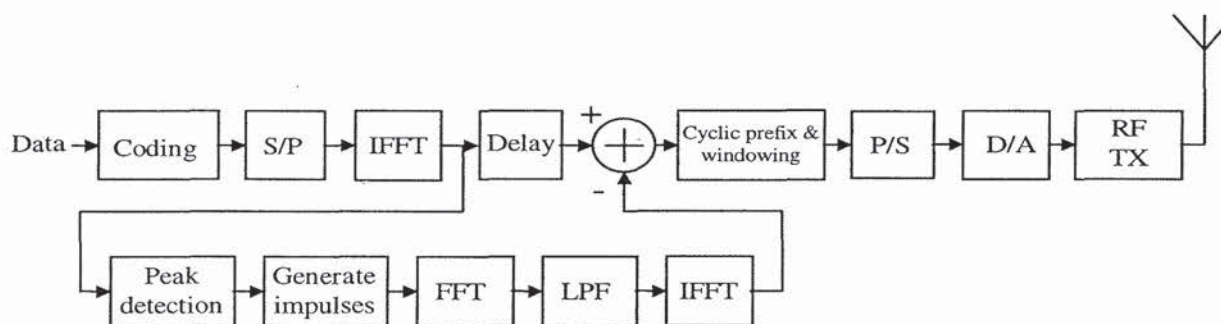 Data
Coding
S/P
IFFT
Delay
+
-
Cyclic prefix &
windowing
P/S
D/A
RF
TX
Peak
detection
Generate
impulses
FFT
LPF
IFFT